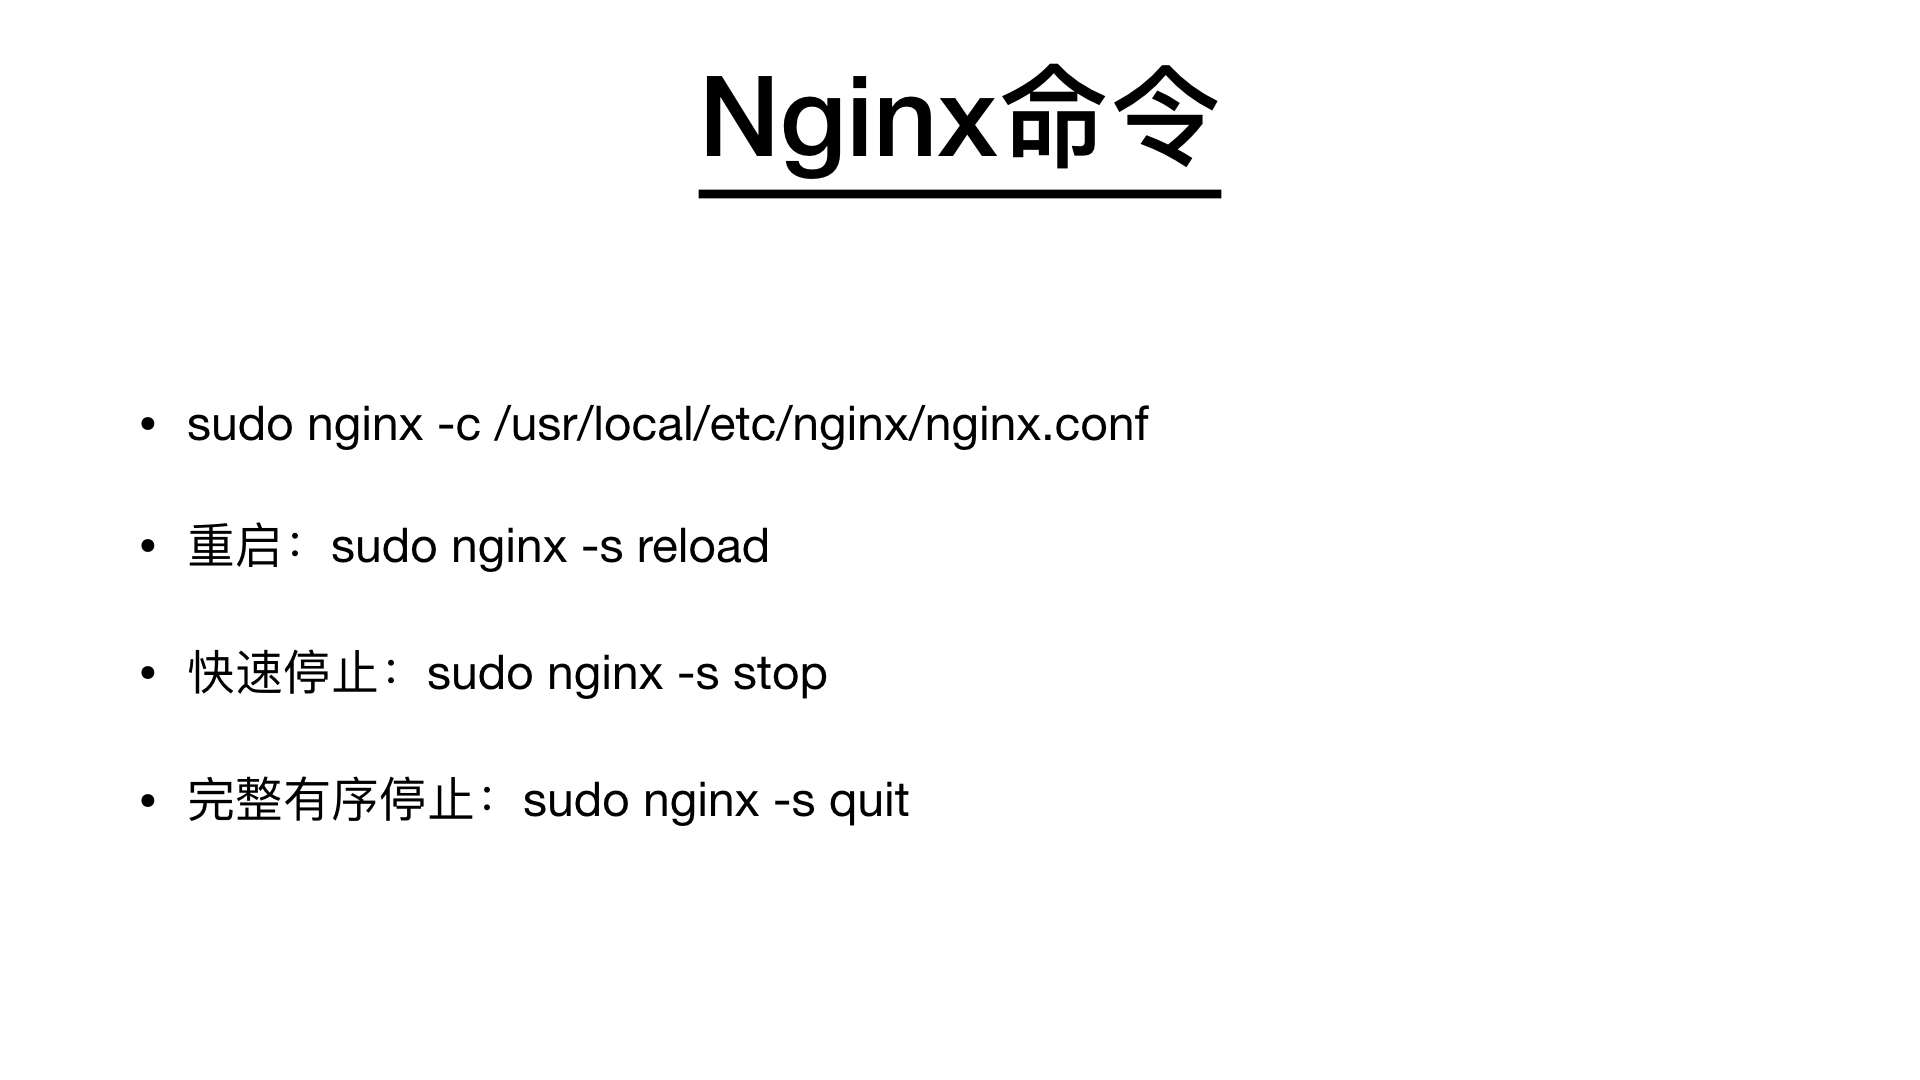 Nginx命令
• sudo nginx -c /usr/local/etc/nginx/nginx.conf
• 重启：sudo nginx -s reload
• 快速停止：sudo nginx -s stop
• 完整有序停止：sudo nginx -s quit